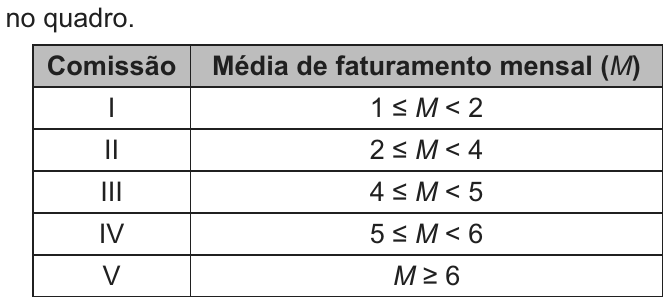 no quadro.
Comissão Média de faturamento mensal (M)
I 1 ≤ M < 2
II 2 ≤ M < 4
III 4 ≤ M < 5
IV 5 ≤ M < 6
V M ≥ 6